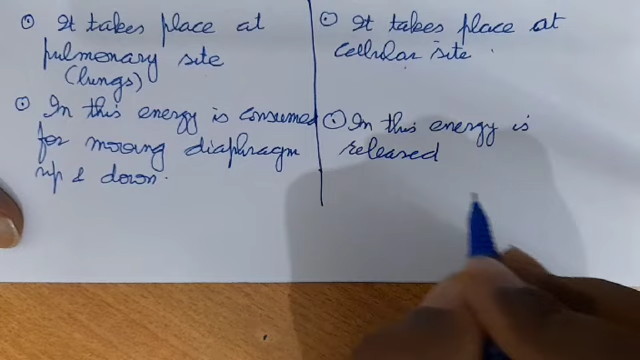 ⊙ It takes place at
pulmonary site
(lungs)
⊙ In this energy is consumed
for moving diaphragm
up & down.
⊙ It takes place at
cellular site.
⊙ In this energy is
released